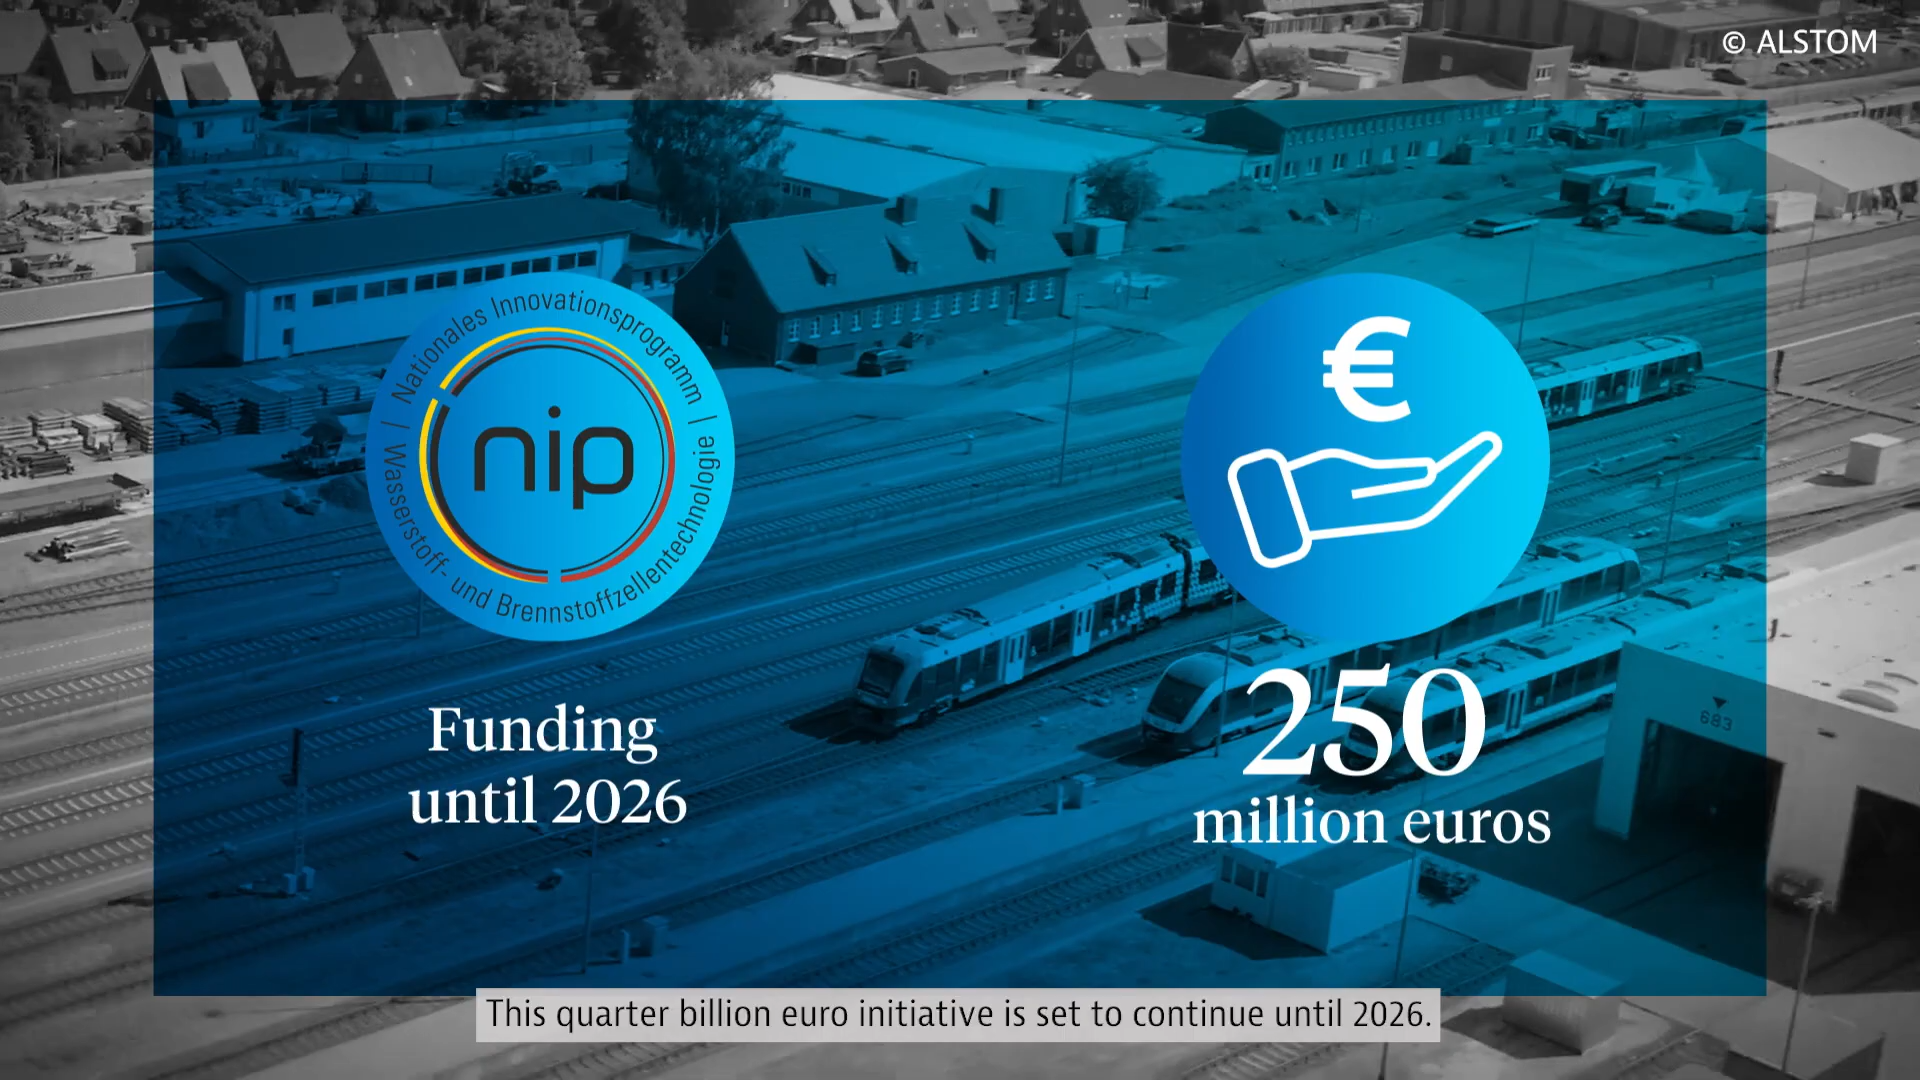 © ALSTOM
| Nationales Innovationsprogramm |
Wasserstoff- und Brennstoffzellentechnologie
nip
€
Funding
until 2026
250
million euros
683
This quarter billion euro initiative is set to continue until 2026.